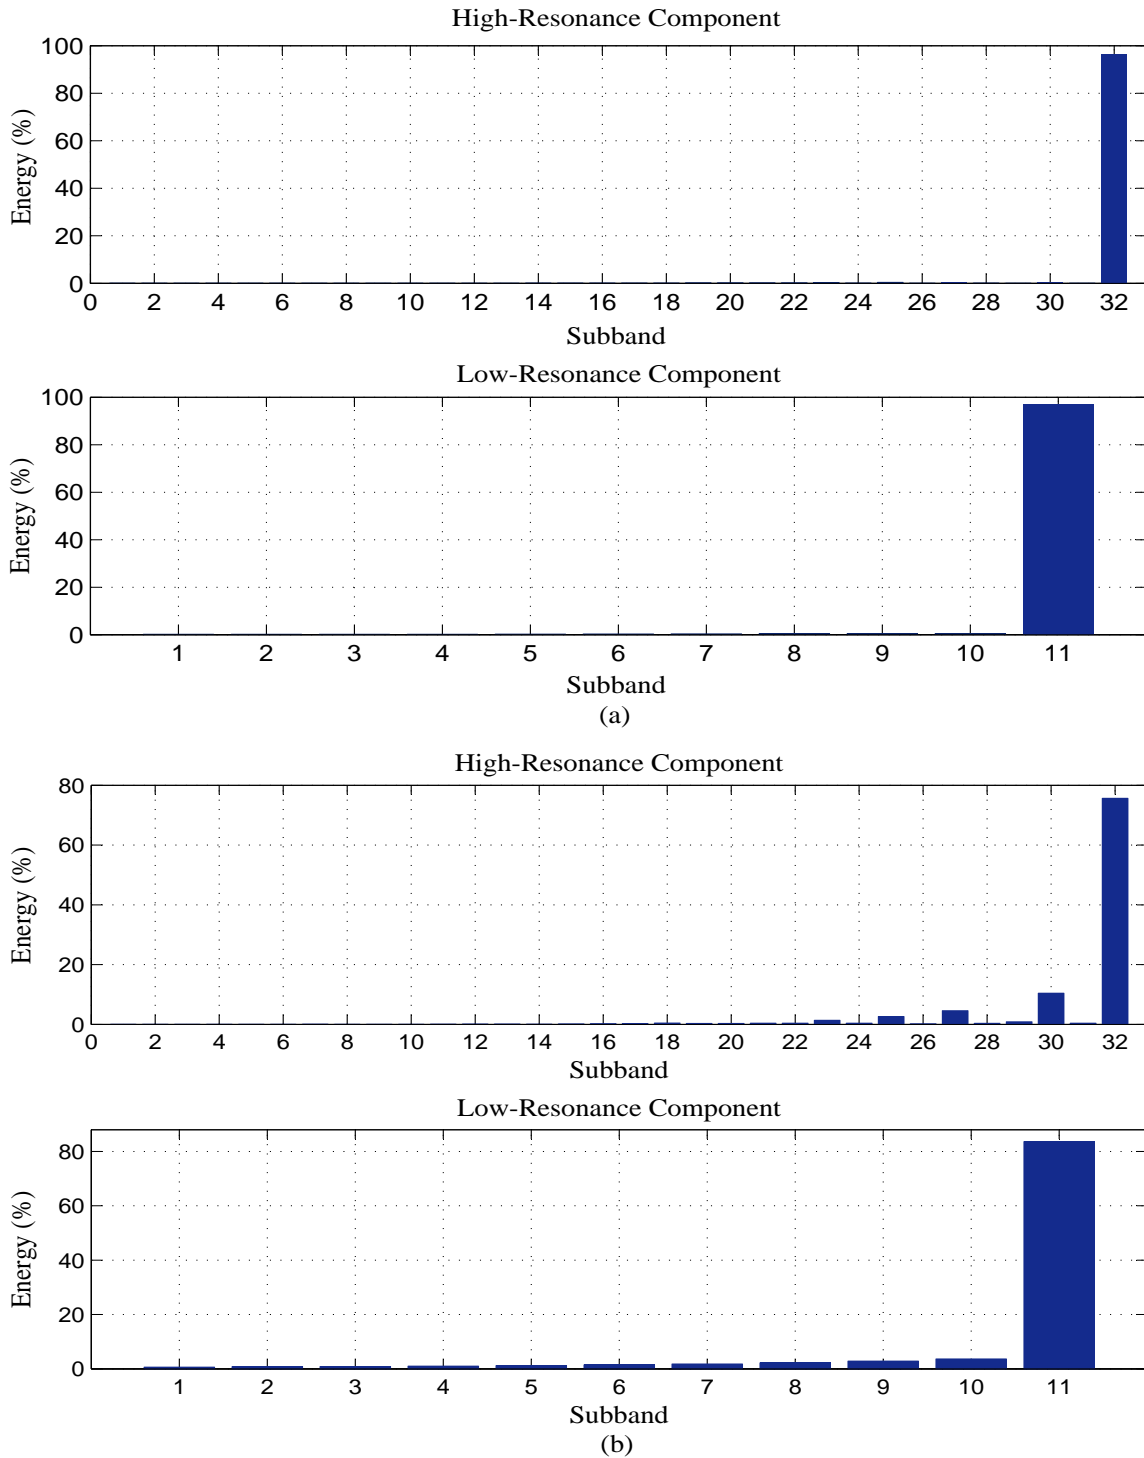 High-Resonance Component
100
80
60
40
20
0
Energy (%)
0 2 4 6 8 10 12 14 16 18 20 22 24 26 28 30 32
Subband
Low-Resonance Component
100
80
60
40
20
0
Energy (%)
1 2 3 4 5 6 7 8 9 10 11
Subband
(a)
High-Resonance Component
80
60
40
20
0
Energy (%)
0 2 4 6 8 10 12 14 16 18 20 22 24 26 28 30 32
Subband
Low-Resonance Component
80
60
40
20
0
Energy (%)
1 2 3 4 5 6 7 8 9 10 11
Subband
(b)